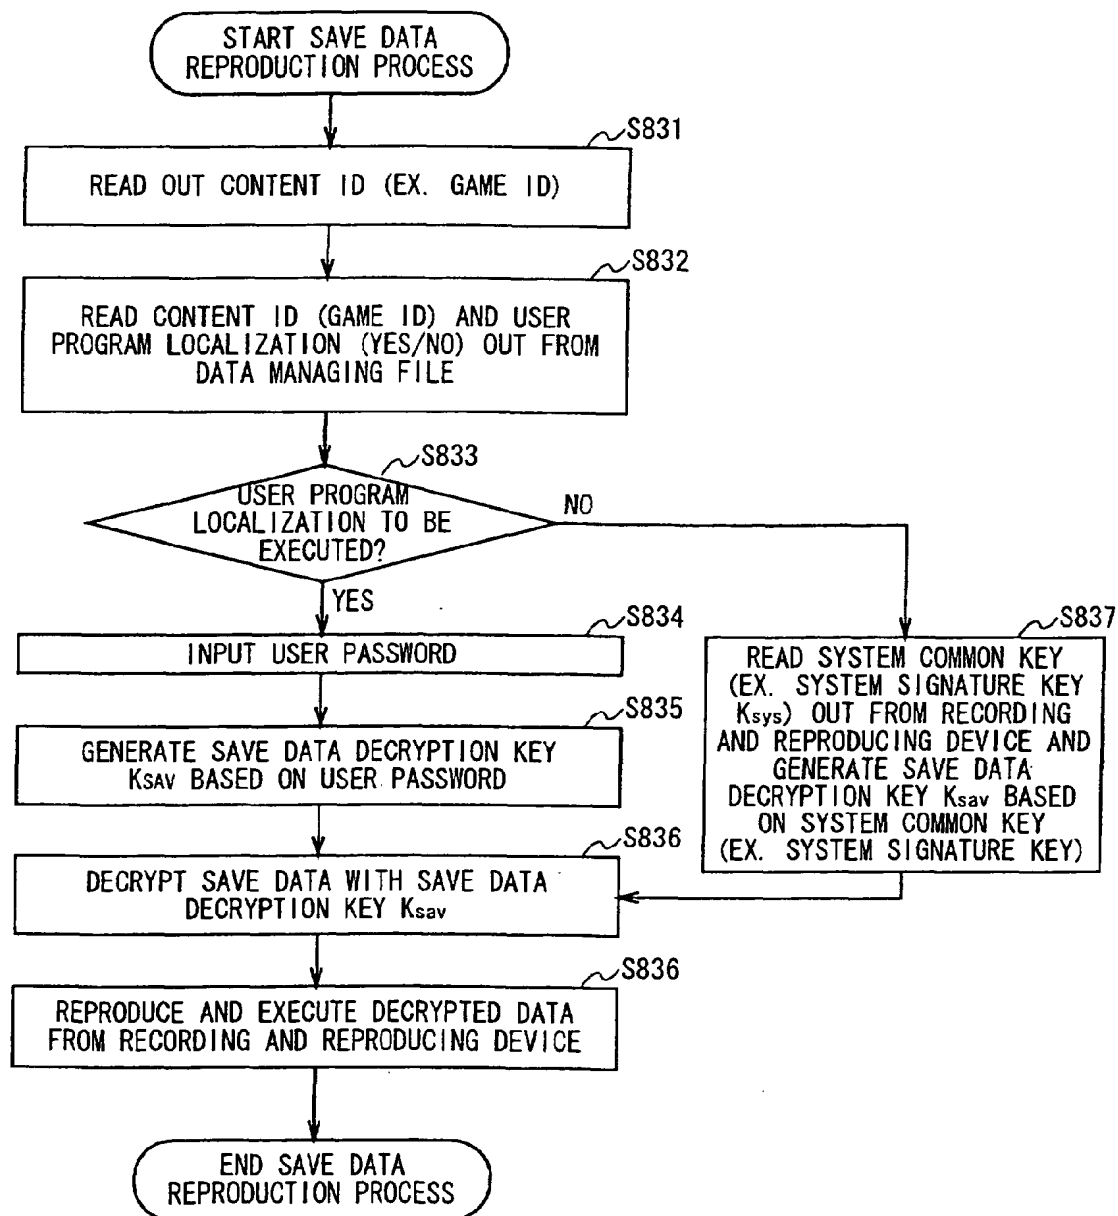 START SAVE DATA
REPRODUCTION PROCESS
S831
READ OUT CONTENT ID (EX. GAME ID)
S832
READ CONTENT ID (GAME ID) AND USER
PROGRAM LOCALIZATION (YES/NO) OUT FROM
DATA MANAGING FILE
S833
USER PROGRAM
LOCALIZATION TO BE
EXECUTED?
NO
YES
S834
INPUT USER PASSWORD
S837
READ SYSTEM COMMON KEY
(EX. SYSTEM SIGNATURE KEY
Ksys) OUT FROM RECORDING
AND REPRODUCING DEVICE AND
GENERATE SAVE DATA
DECRYPTION KEY Ksav BASED
ON SYSTEM COMMON KEY
(EX. SYSTEM SIGNATURE KEY)
S835
GENERATE SAVE DATA DECRYPTION KEY
KSAV BASED ON USER PASSWORD
S836
DECRYPT SAVE DATA WITH SAVE DATA
DECRYPTION KEY Ksav
S836
REPRODUCE AND EXECUTE DECRYPTED DATA
FROM RECORDING AND REPRODUCING DEVICE
END SAVE DATA
REPRODUCTION PROCESS